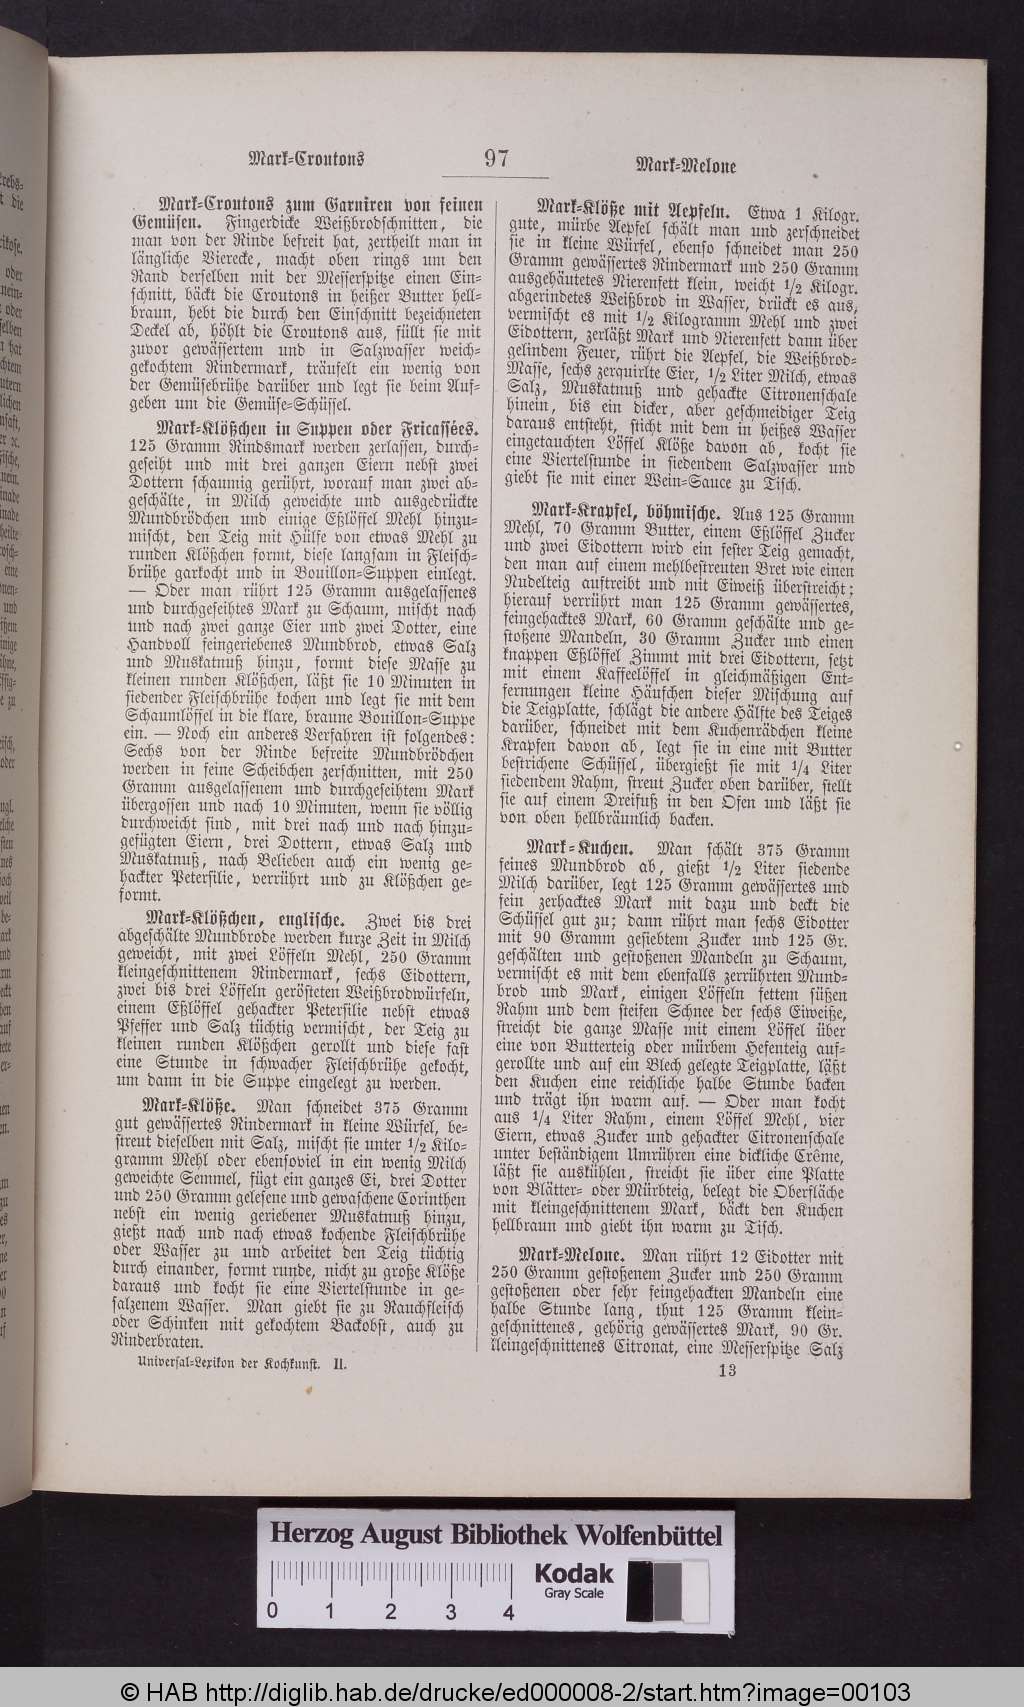 Mark-Croutons
97
Mark-Melone
Mark-Croutons zum Garniren von feinen
Gemüsen. Fingerdicke Weißbrodschnitten, die
man von der Rinde befreit hat, zertheilt man in
längliche Vierecke, macht oben rings um den
Rand derselben mit der Messerspitze einen Ein-
schnitt, bäckt die Croutons in heißer Butter hell-
braun, hebt die durch den Einschnitt bezeichneten
Deckel ab, höhlt die Croutons aus, füllt sie mit
zuvor gewässertem und in Salzwasser weich-
gekochtem Rindermark, träufelt ein wenig von
der Gemüsebrühe darüber und legt sie beim Auf-
geben um die Gemüse-Schüssel.
Mark-Klößchen in Suppen oder Fricassées.
125 Gramm Rindsmark werden zerlassen, durch-
geseiht und mit drei ganzen Eiern nebst zwei
Dottern schaumig gerührt, worauf man zwei ab-
geschälte, in Milch geweichte und ausgedrückte
Mundbrödchen und einige Eßlöffel Mehl hinzu-
mischt, den Teig mit Hülfe von etwas Mehl zu
runden Klößchen formt, diese langsam in Fleisch-
brühe garkocht und in Bouillon-Suppen einlegt.
— Oder man rührt 125 Gramm ausgelassenes
und durchgeseihtes Mark zu Schaum, mischt nach
und nach zwei ganze Eier und zwei Dotter, eine
Handvoll feingeriebenes Mundbrod, etwas Salz
und Muskatnuß hinzu, formt diese Masse zu
kleinen runden Klößchen, läßt sie 10 Minuten in
siedender Fleischbrühe kochen und legt sie mit dem
Schaumlöffel in die klare, braune Bouillon-Suppe
ein. — Noch ein anderes Verfahren ist folgendes:
Sechs von der Rinde befreite Mundbrödchen
werden in feine Scheibchen zerschnitten, mit 250
Gramm ausgelassenem und durchgeseihtem Mark
übergossen und nach 10 Minuten, wenn sie völlig
durchweicht sind, mit drei nach und nach hinzu-
gefügten Eiern, drei Dottern, etwas Salz und
Muskatnuß, nach Belieben auch ein wenig ge-
hackter Petersilie, verrührt und zu Klößchen ge-
formt.
Mark-Klößchen, englische. Zwei bis drei
abgeschälte Mundbrode werden kurze Zeit in Milch
geweicht, mit zwei Löffeln Mehl, 250 Gramm
kleingeschnittenem Rindermark, sechs Eidottern,
zwei bis drei Löffeln gerösteten Weißbrodwürfeln,
einem Eßlöffel gehackter Petersilie nebst etwas
Pfeffer und Salz tüchtig vermischt, der Teig zu
kleinen runden Klößchen gerollt und diese fast
eine Stunde in schwacher Fleischbrühe gekocht,
um dann in die Suppe eingelegt zu werden.
Mark-Klöße. Man schneidet 375 Gramm
gut gewässertes Rindermark in kleine Würfel, be-
streut dieselben mit Salz, mischt sie unter 1/2 Kilo-
gramm Mehl oder ebensoviel in ein wenig Milch
geweichte Semmel, fügt ein ganzes Ei, drei Dotter
und 250 Gramm gelesene und gewaschene Corinthen
nebst ein wenig geriebener Muskatnuß hinzu,
gießt nach und nach etwas kochende Fleischbrühe
oder Wasser zu und arbeitet den Teig tüchtig
durch einander, formt runde, nicht zu große Klöße
daraus und kocht sie eine Viertelstunde in ge-
salzenem Wasser. Man giebt sie zu Rauchfleisch
oder Schinken mit gekochtem Backobst, auch zu
Rinderbraten.
Universal-Lexikon der Kochkunst. II.
Mark-Klöße mit Aepfeln. Etwa 1 Kilogr.
gute, mürbe Aepfel schält man und zerschneidet
sie in kleine Würfel, ebenso schneidet man 250
Gramm gewässertes Rindermark und 250 Gramm
ausgehäutetes Nierenfett klein, weicht 1/2 Kilogr.
abgerindetes Weißbrod in Wasser, drückt es aus,
vermischt es mit 1/2 Kilogramm Mehl und zwei
Eidottern, zerläßt Mark und Nierenfett dann über
gelindem Feuer, rührt die Aepfel, die Weißbrod-
Masse, sechs zerquirlte Eier, 1/2 Liter Milch, etwas
Salz, Muskatnuß und gehackte Citronenschale
hinein, bis ein dicker, aber geschmeidiger Teig
daraus entsteht, sticht mit dem in heißes Wasser
eingetauchten Löffel Klöße davon ab, kocht sie
eine Viertelstunde in siedendem Salzwasser und
giebt sie mit einer Wein-Sauce zu Tisch.
Mark-Krapfel, böhmische. Aus 125 Gramm
Mehl, 70 Gramm Butter, einem Eßlöffel Zucker
und zwei Eidottern wird ein fester Teig gemacht,
den man auf einem mehlbestreuten Bret wie einen
Nudelteig austreibt und mit Eiweiß überstreicht;
hierauf verrührt man 125 Gramm gewässertes,
feingehacktes Mark, 60 Gramm geschälte und ge-
stoßene Mandeln, 30 Gramm Zucker und einen
knappen Eßlöffel Zimmt mit drei Eidottern, setzt
mit einem Kaffeelöffel in gleichmäßigen Ent-
fernungen kleine Häufchen dieser Mischung auf
die Teigplatte, schlägt die andere Hälfte des Teiges
darüber, schneidet mit dem Kuchenrädchen kleine
Krapfen davon ab, legt sie in eine mit Butter
bestrichene Schüssel, übergießt sie mit 1/4 Liter
siedendem Rahm, streut Zucker oben darüber, stellt
sie auf einem Dreifuß in den Ofen und läßt sie
von oben hellbräunlich backen.
Mark-Kuchen. Man schält 375 Gramm
feines Mundbrod ab, gießt 1/2 Liter siedende
Milch darüber, legt 125 Gramm gewässertes und
fein zerhacktes Mark mit dazu und deckt die
Schüssel gut zu; dann rührt man sechs Eidotter
mit 90 Gramm gesiebtem Zucker und 125 Gr.
geschälten und gestoßenen Mandeln zu Schaum,
vermischt es mit dem ebenfalls zerrührten Mund-
brod und Mark, einigen Löffeln fettem süßen
Rahm und dem steifen Schnee der sechs Eiweiße,
streicht die ganze Masse mit einem Löffel über
eine von Butterteig oder mürbem Hefenteig auf-
gerollte und auf ein Blech gelegte Teigplatte, läßt
den Kuchen eine reichliche halbe Stunde backen
und trägt ihn warm auf. — Oder man kocht
aus 1/4 Liter Rahm, einem Löffel Mehl, vier
Eiern, etwas Zucker und gehackter Citronenschale
unter beständigem Umrühren eine dickliche Crême,
läßt sie auskühlen, streicht sie über eine Platte
von Blätter- oder Mürbteig, belegt die Oberfläche
mit kleingeschnittenem Mark, bäckt den Kuchen
hellbraun und giebt ihn warm zu Tisch.
Mark-Melone. Man rührt 12 Eidotter mit
250 Gramm gestoßenem Zucker und 250 Gramm
gestoßenen oder sehr feingehackten Mandeln eine
halbe Stunde lang, thut 125 Gramm klein-
geschnittenes, gehörig gewässertes Mark, 90 Gr.
kleingeschnittenes Citronat, eine Messerspitze Salz
13
Herzog August Bibliothek Wolfenbüttel
Kodak
Gray Scale
0 1 2 3 4
© HAB http://diglib.hab.de/drucke/ed000008-2/start.htm?image=00103